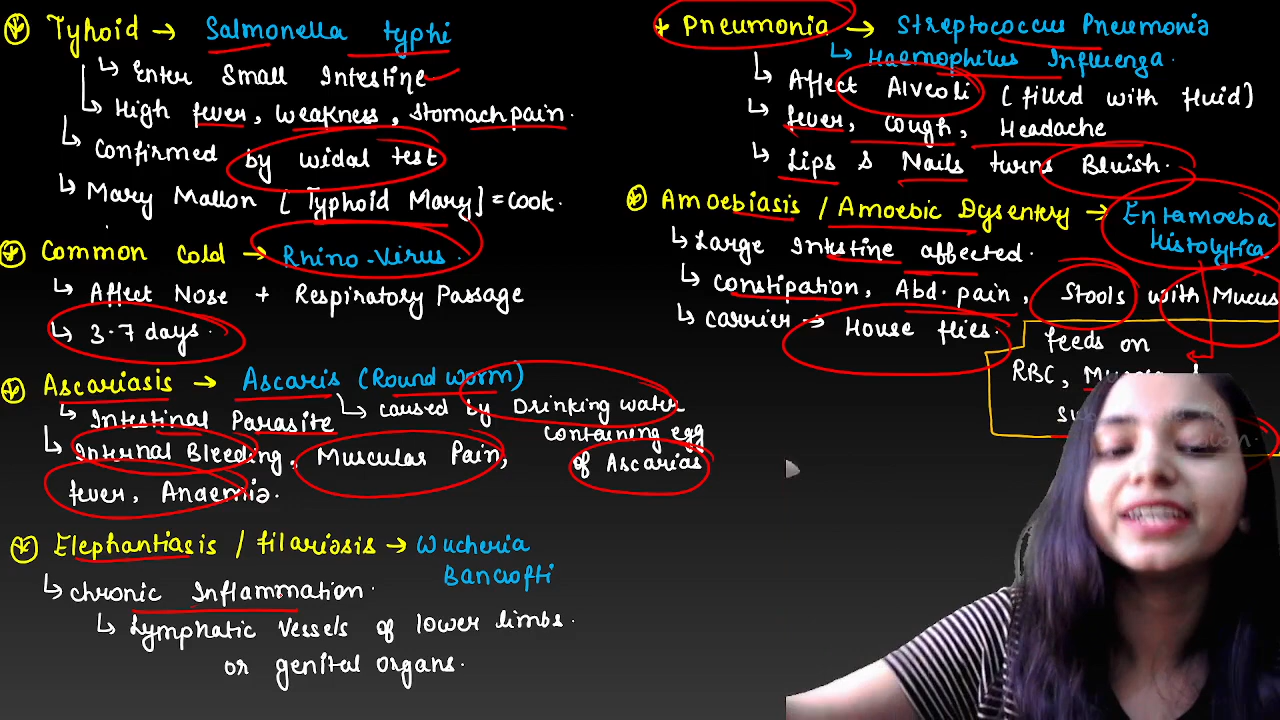 Tyhoid → Salmonella typhi
↳ Enter Small Intestine
↳ High fever, weakness, Stomach pain.
↳ Confirmed by widal test
↳ Mary Mallon [Typhoid Mary] = Cook.
Common Cold → Rhino-Virus.
↳ Affect Nose + Respiratory Passage
↳ 3-7 days.
Ascariasis → Ascaris (Round worm)
↳ Intestinal Parasite
↳ caused by Drinking water
containing egg
of Ascarias
↳ Internal Bleeding, Muscular Pain,
fever, Anaemia.
Elephantiasis / filariasis → Wucheria
Bancrofti
↳ chronic Inflammation.
↳ Lymphatic vessels of lower limbs.
or genital organs.
Pneumonia → Streptococcus Pneumonia
↳ Haemophilus Influenza.
↳ Affect Alveoli (filled with fluid)
↳ fever, Cough, Headache
↳ Lips & Nails turns Bluish.
Amoebiasis / Amoebic Dysentery → Entamoeba
Histolytica
↳ Large Intestine affected.
↳ Constipation, Abd. pain, Stools with Mucus
↳ Carrier → House flies.
feeds on
RBC,